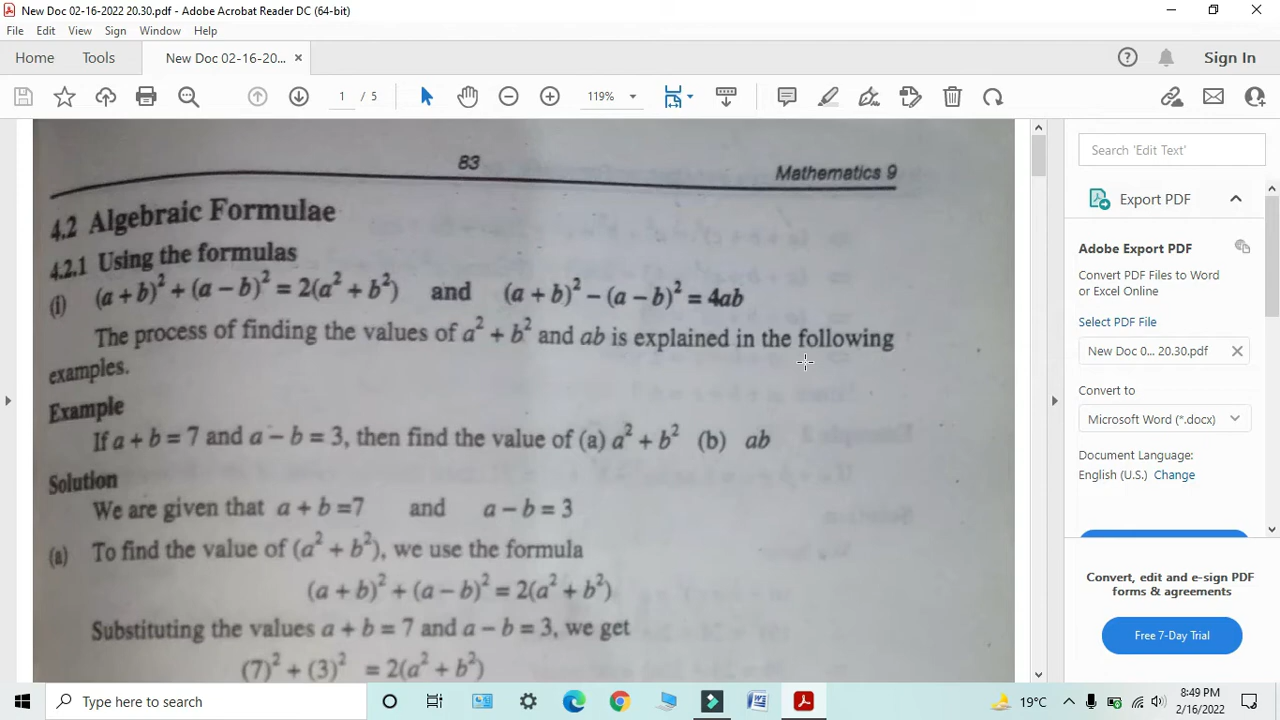 New Doc 02-16-2022 20.30.pdf - Adobe Acrobat Reader DC (64-bit)
File Edit View Sign Window Help
Home Tools New Doc 02-16-20... × Sign In
1 / 5 119%
83 Mathematics 9
4.2 Algebraic Formulae
4.2.1 Using the formulas
(i) (a + b)² + (a − b)² = 2(a² + b²) and (a + b)² − (a − b)² = 4ab
The process of finding the values of a² + b² and ab is explained in the following
examples.
Example
If a + b = 7 and a − b = 3, then find the value of (a) a² + b² (b) ab
Solution
We are given that a + b =7 and a − b = 3
(a) To find the value of (a² + b²), we use the formula
(a + b)² + (a − b)² = 2(a² + b²)
Substituting the values a + b = 7 and a − b = 3, we get
(7)² + (3)² = 2(a² + b²)
Search 'Edit Text'
Export PDF
Adobe Export PDF
Convert PDF Files to Word
or Excel Online
Select PDF File
New Doc 0... 20.30.pdf
Convert to
Microsoft Word (*.docx)
Document Language:
English (U.S.) Change
Convert, edit and e-sign PDF
forms & agreements
Free 7-Day Trial
Type here to search
19°C
8:49 PM
2/16/2022